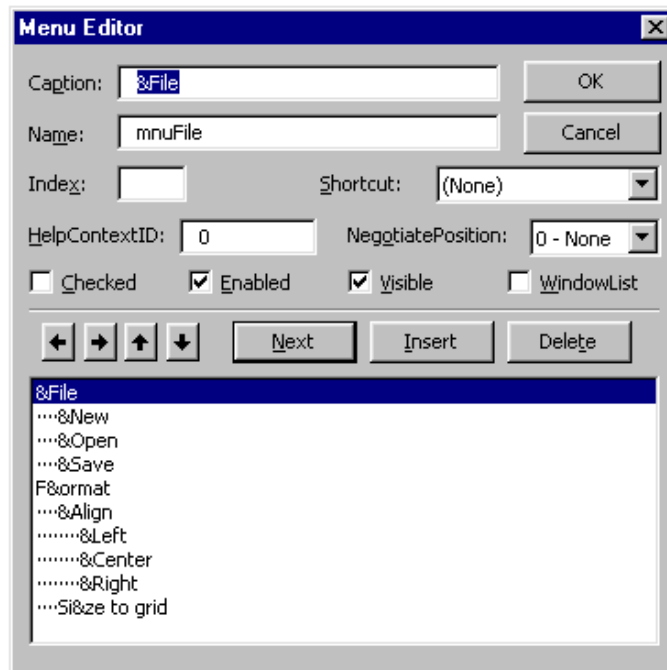 Menu Editor
Caption: &File OK
Name: mnuFile Cancel
Index: Shortcut: (None)
HelpContextID: 0 NegotiatePosition: 0 - None
Checked Enabled Visible WindowList
Next Insert Delete
&File
····&New
····&Open
····&Save
F&ormat
····&Align
········&Left
········&Center
········&Right
····Si&ze to grid